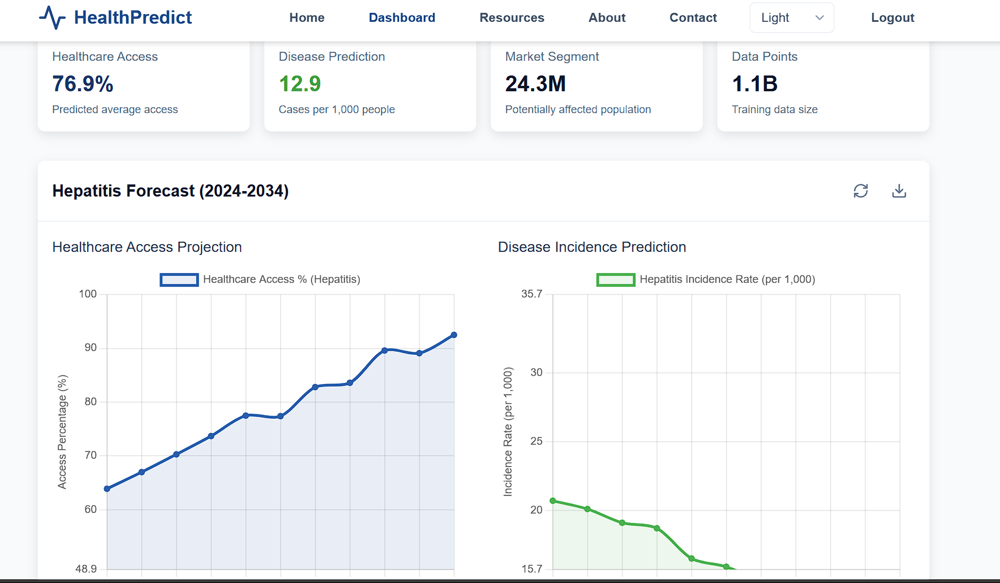 HealthPredict
Home Dashboard Resources About Contact Light Logout
Healthcare Access
76.9%
Predicted average access
Disease Prediction
12.9
Cases per 1,000 people
Market Segment
24.3M
Potentially affected population
Data Points
1.1B
Training data size
Hepatitis Forecast (2024-2034)
Healthcare Access Projection
Healthcare Access % (Hepatitis)
Access Percentage (%)
100
90
80
70
60
48.9
Disease Incidence Prediction
Hepatitis Incidence Rate (per 1,000)
Incidence Rate (per 1,000)
35.7
30
25
20
15.7